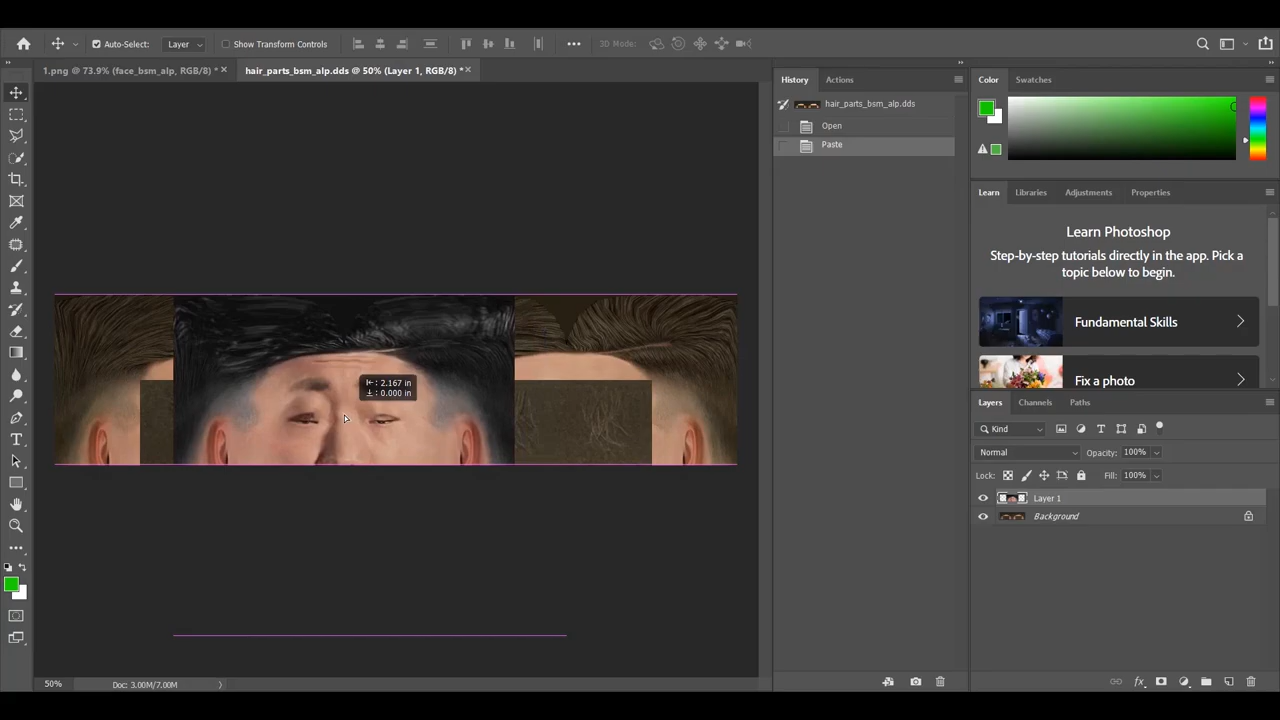 Auto-Select: Layer Show Transform Controls 3D Mode:
1.png @ 73.9% (face_bsm_alp, RGB/8) * × hair_parts_bsm_alp.dds @ 50% (Layer 1, RGB/8) * ×
History Actions
hair_parts_bsm_alp.dds
Open
Paste
Color Swatches
Learn Libraries Adjustments Properties
Learn Photoshop
Step-by-step tutorials directly in the app. Pick a
topic below to begin.
Fundamental Skills
Fix a photo
: 2.167 in
: 0.000 in
Layers Channels Paths
Kind
Normal Opacity: 100%
Lock: Fill: 100%
Layer 1
Background
50% Doc: 3.00M/7.00M